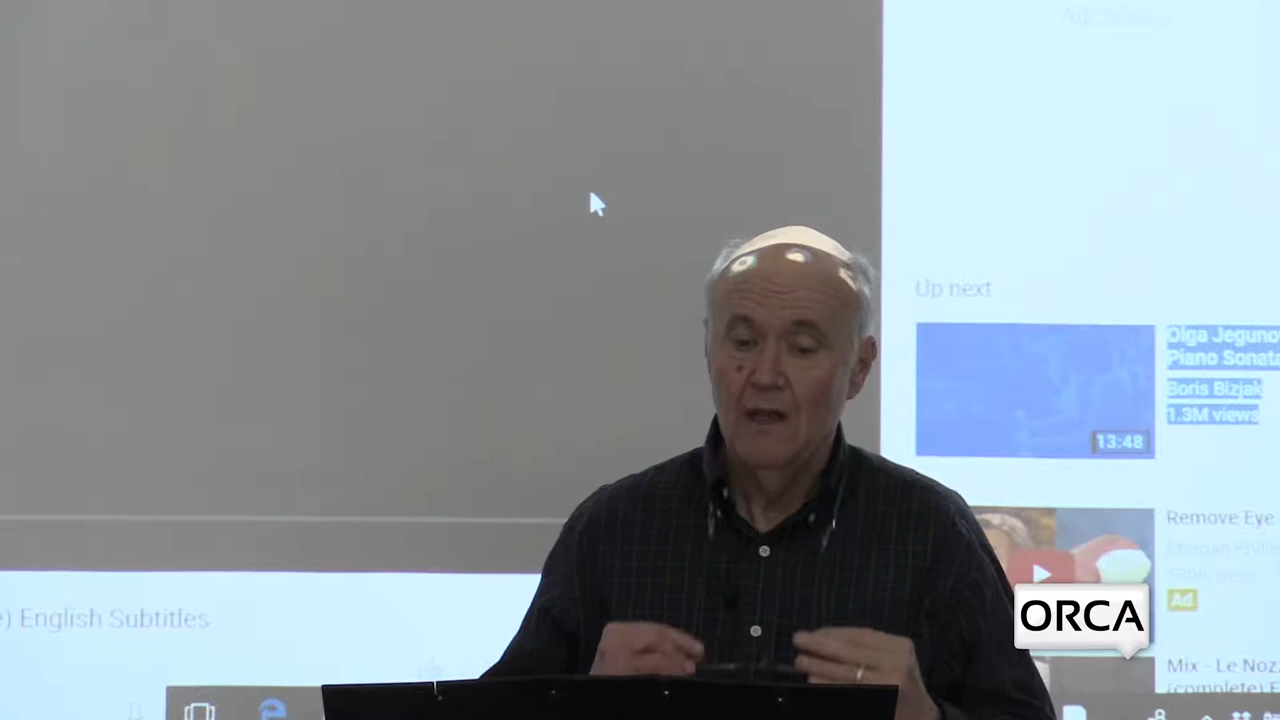 Up next
Olga Jeguno
Piano Sonata
Boris Bizjak
1.3M views
13:48
Remove Eye
Ad
ORCA
) English Subtitles
Mix - Le Noz
(complete) E